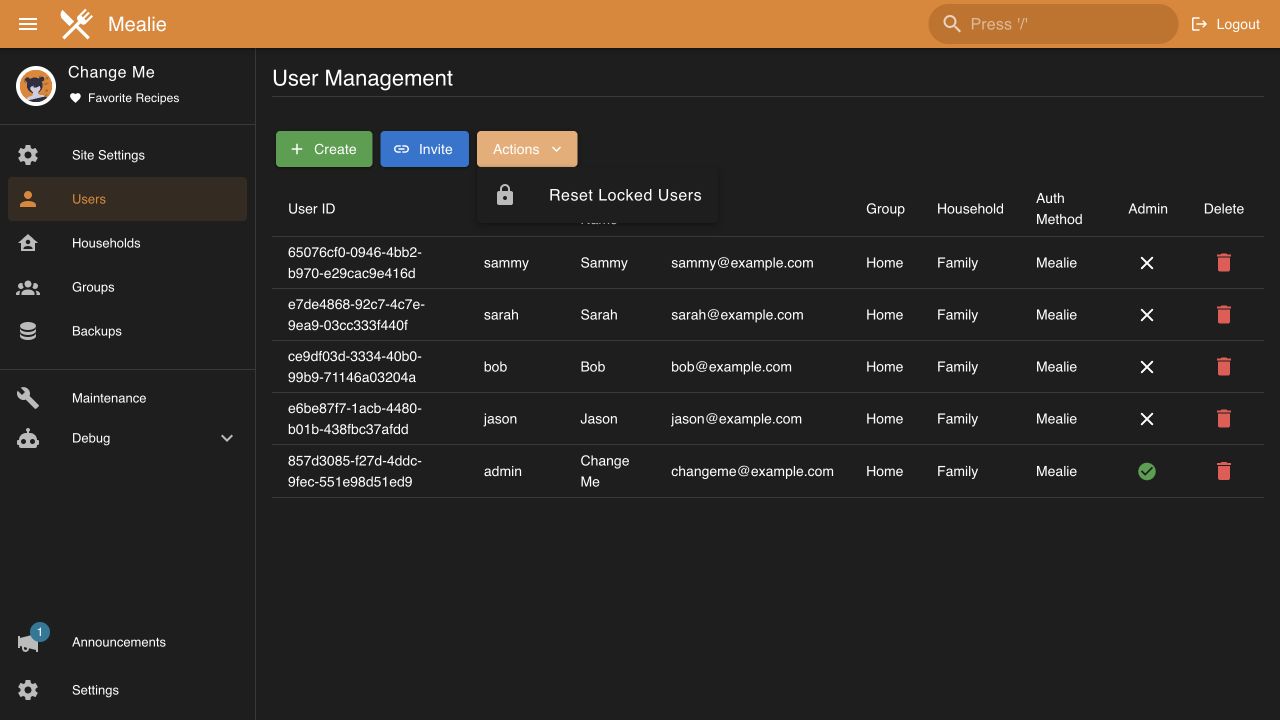 Mealie
Press '/'
Logout
Change Me
Favorite Recipes
Site Settings
Users
Households
Groups
Backups
Maintenance
Debug
1
Announcements
Settings
User Management
Create
Invite
Actions
Reset Locked Users
User ID
Group
Household
Auth
Method
Admin
Delete
65076cf0-0946-4bb2-
b970-e29cac9e416d
sammy
Sammy
sammy@example.com
Home
Family
Mealie
e7de4868-92c7-4c7e-
9ea9-03cc333f440f
sarah
Sarah
sarah@example.com
Home
Family
Mealie
ce9df03d-3334-40b0-
99b9-71146a03204a
bob
Bob
bob@example.com
Home
Family
Mealie
e6be87f7-1acb-4480-
b01b-438fbc37afdd
jason
Jason
jason@example.com
Home
Family
Mealie
857d3085-f27d-4ddc-
9fec-551e98d51ed9
admin
Change
Me
changeme@example.com
Home
Family
Mealie